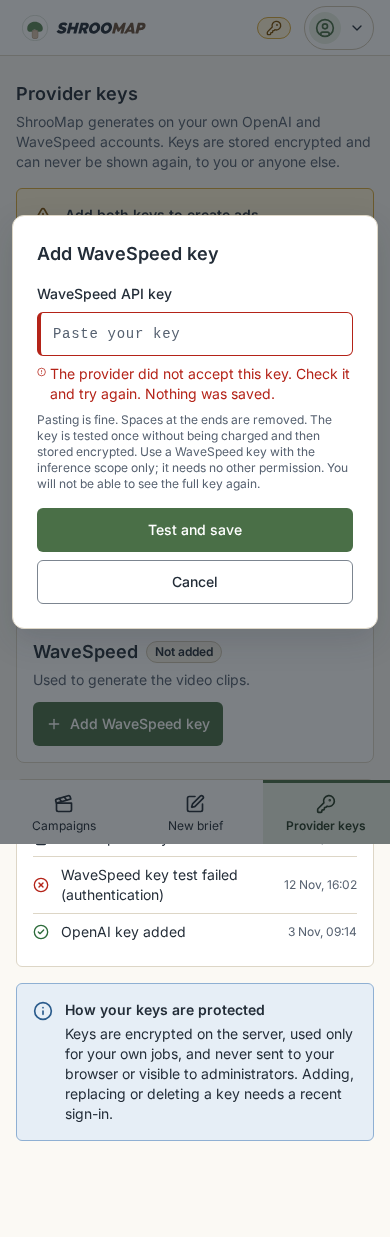 SHROOMAP
Provider keys
ShrooMap generates on your own OpenAI and
WaveSpeed accounts. Keys are stored encrypted and
can never be shown again, to you or anyone else.
Add WaveSpeed key
WaveSpeed API key
Paste your key
The provider did not accept this key. Check it
and try again. Nothing was saved.
Pasting is fine. Spaces at the ends are removed. The
key is tested once without being charged and then
stored encrypted. Use a WaveSpeed key with the
inference scope only; it needs no other permission. You
will not be able to see the full key again.
Test and save
Cancel
WaveSpeed Not added
Used to generate the video clips.
Add WaveSpeed key
Campaigns
New brief
Provider keys
WaveSpeed key test failed
(authentication)
12 Nov, 16:02
OpenAI key added
3 Nov, 09:14
How your keys are protected
Keys are encrypted on the server, used only
for your own jobs, and never sent to your
browser or visible to administrators. Adding,
replacing or deleting a key needs a recent
sign-in.